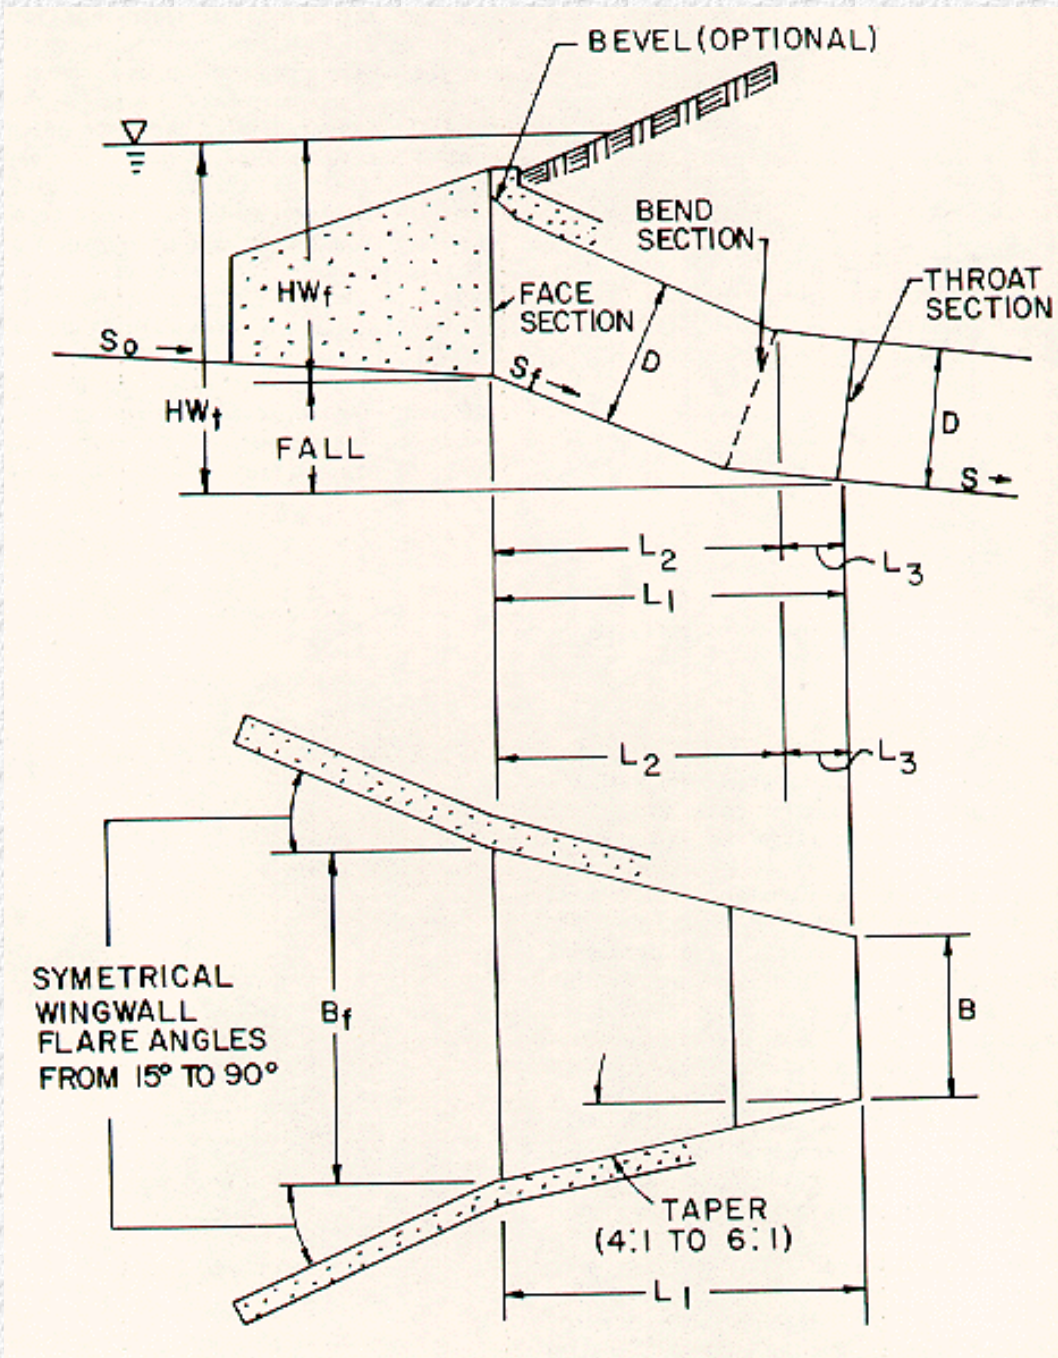 BEVEL (OPTIONAL)
BEND
SECTION
THROAT
SECTION
HWf
FACE
SECTION
So
Sf
D
HWt
FALL
D
S
L2
L3
L1
L2
L3
SYMETRICAL
WINGWALL
FLARE ANGLES
FROM 15° TO 90°
Bf
B
TAPER
(4:1 TO 6:1)
L1